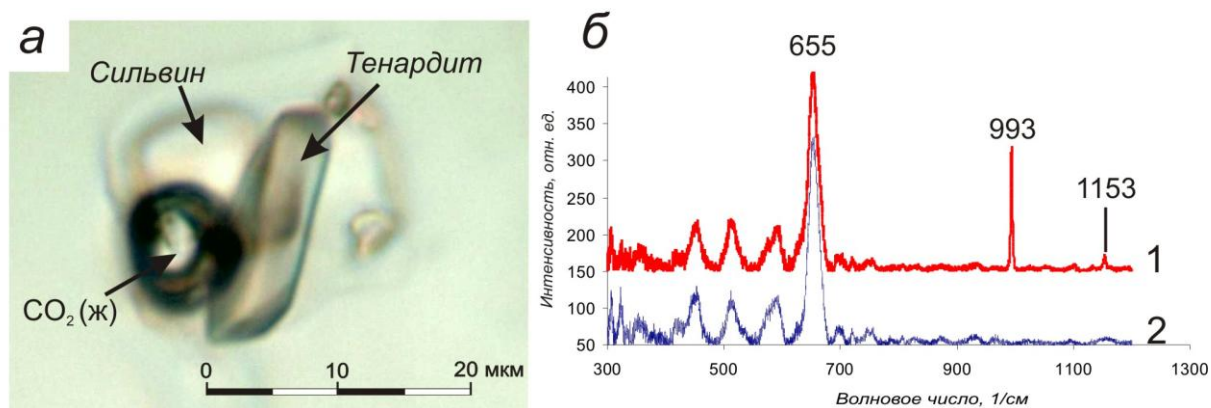 а
Сильвин
Тенардит
CO₂ (ж)
0 10 20 мкм
б
655
993
1153
1
2
Интенсивность, отн. ед.
400
350
300
250
200
150
100
50
300 500 700 900 1100 1300
Волновое число, 1/см